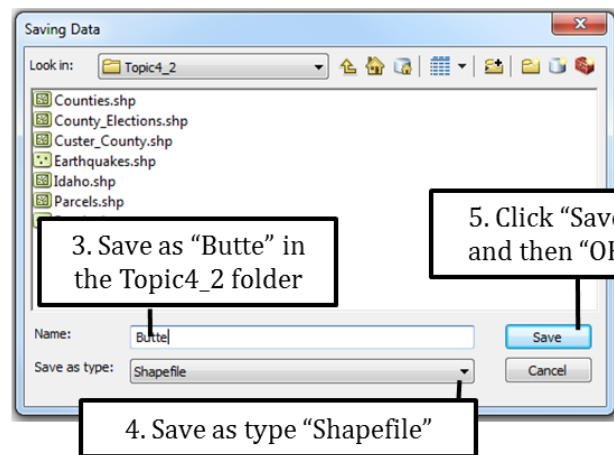 Saving Data
Look in:
Topic4_2
Counties.shp
County_Elections.shp
Custer_County.shp
Earthquakes.shp
Idaho.shp
Parcels.shp
3. Save as “Butte” in
the Topic4_2 folder
5. Click “Save
and then “O
Name:
Butte
Save
Save as type:
Shapefile
Cancel
4. Save as type “Shapefile”